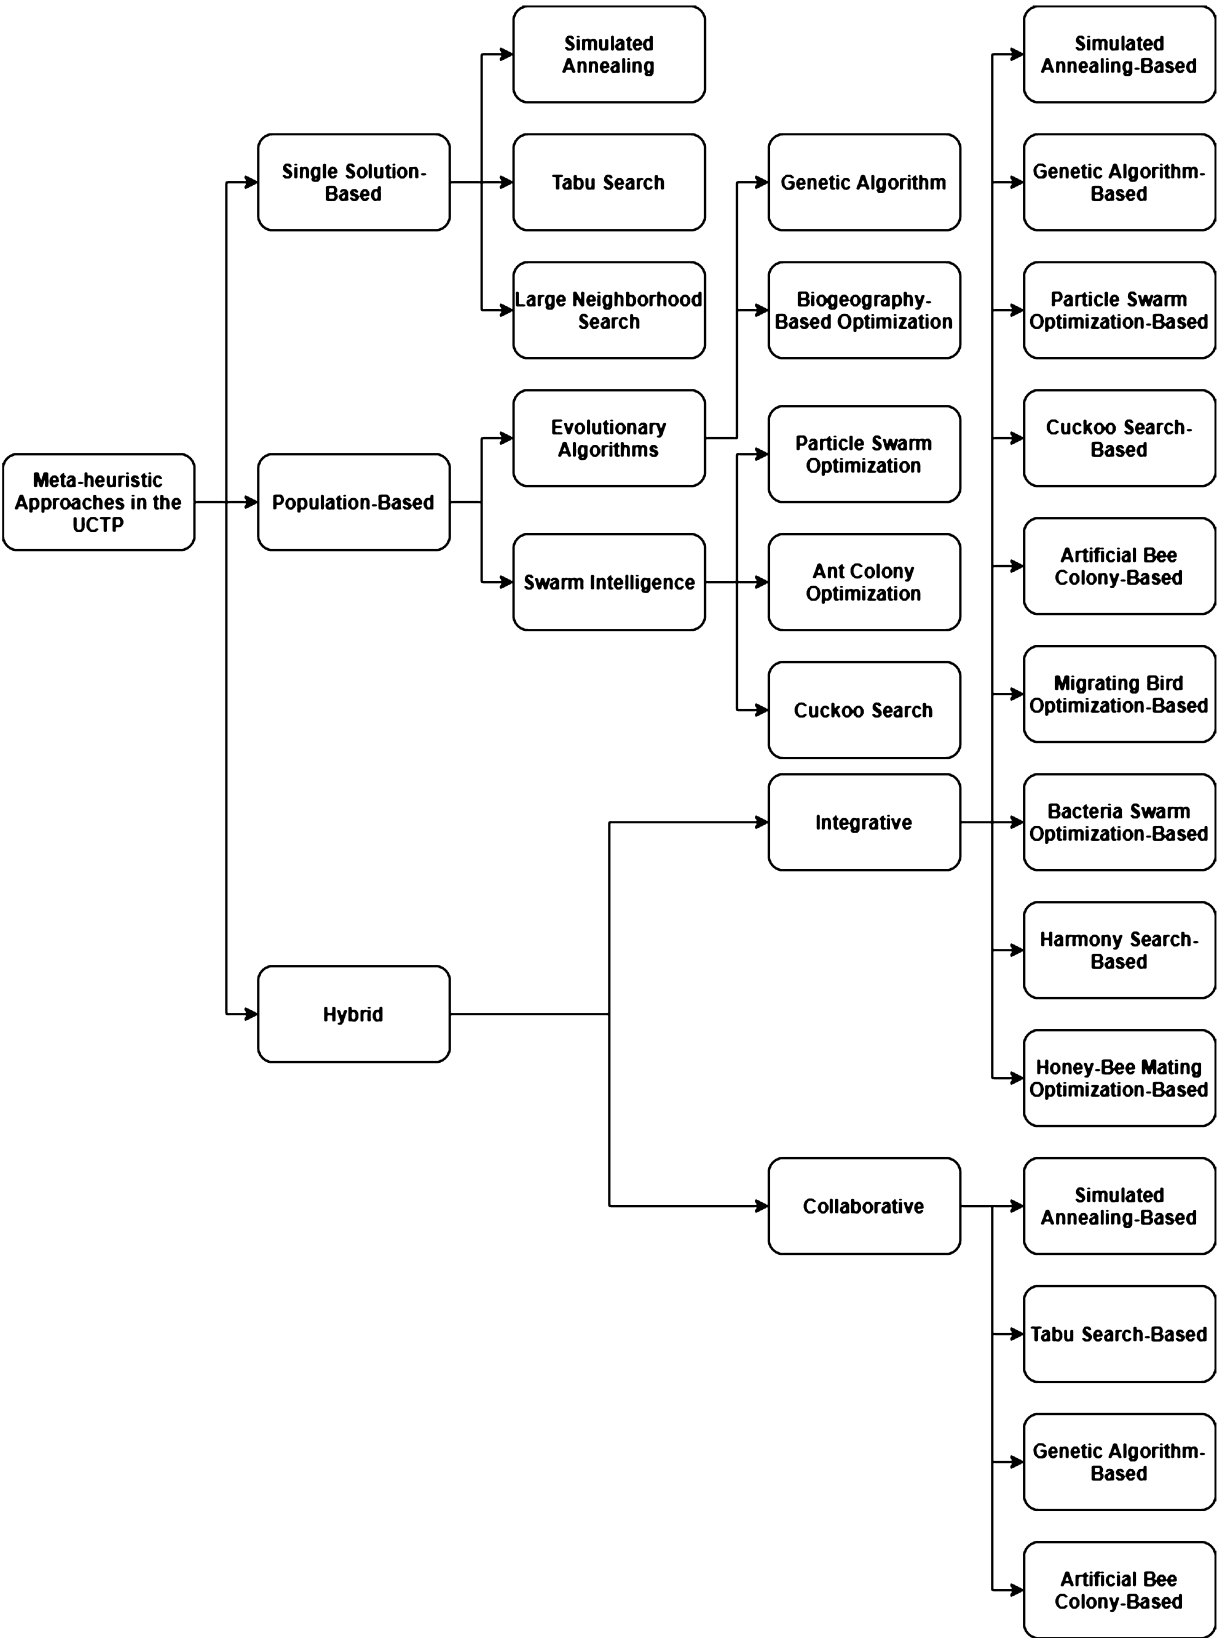 Meta-heuristic
Approaches in the
UCTP
Single Solution-
Based
Population-Based
Hybrid
Simulated
Annealing
Tabu Search
Large Neighborhood
Search
Evolutionary
Algorithms
Swarm Intelligence
Genetic Algorithm
Biogeography-
Based Optimization
Particle Swarm
Optimization
Ant Colony
Optimization
Cuckoo Search
Integrative
Collaborative
Simulated
Annealing-Based
Genetic Algorithm-
Based
Particle Swarm
Optimization-Based
Cuckoo Search-
Based
Artificial Bee
Colony-Based
Migrating Bird
Optimization-Based
Bacteria Swarm
Optimization-Based
Harmony Search-
Based
Honey-Bee Mating
Optimization-Based
Simulated
Annealing-Based
Tabu Search-Based
Genetic Algorithm-
Based
Artificial Bee
Colony-Based